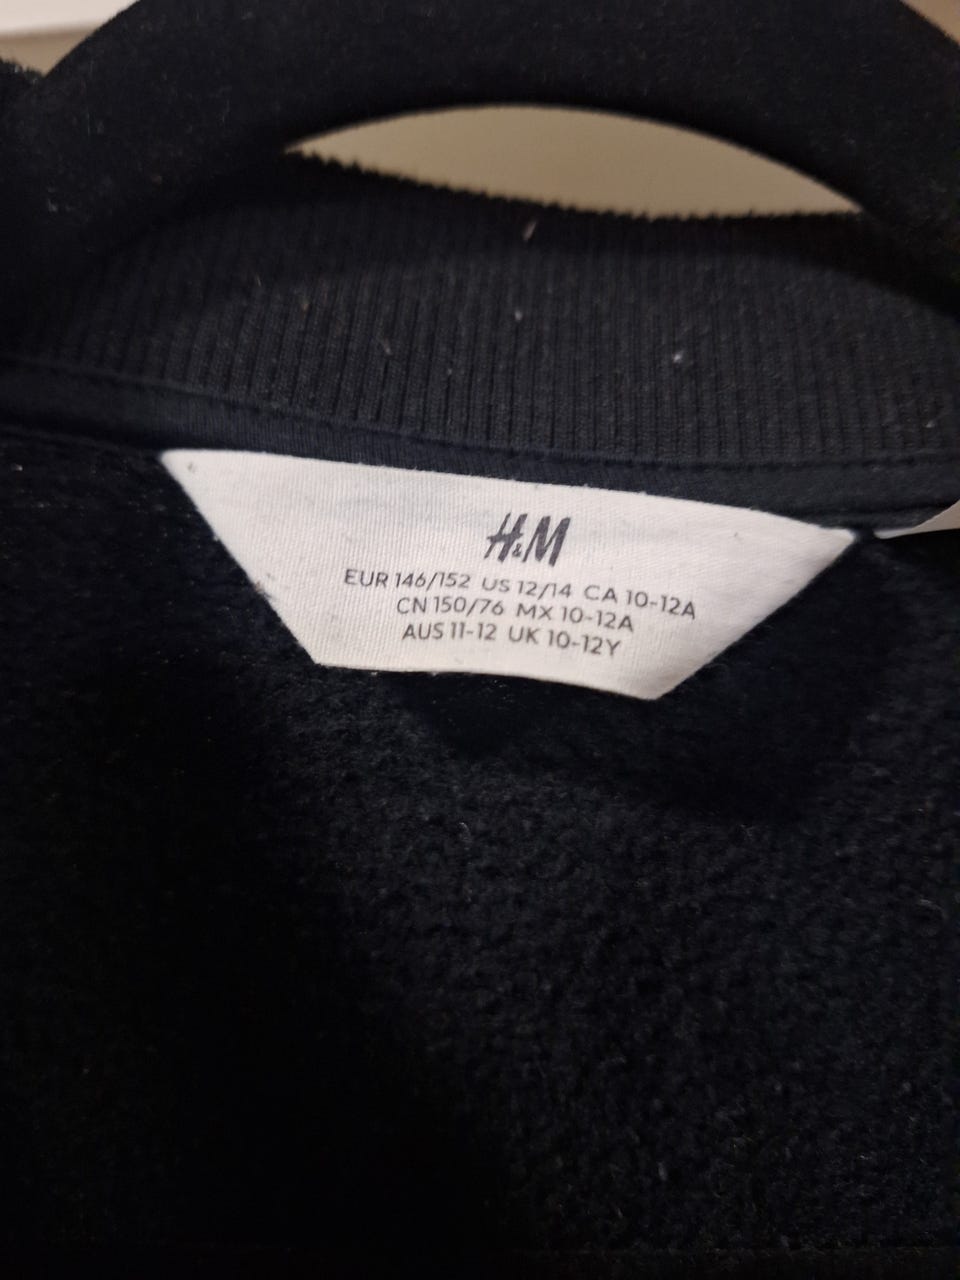 H&M
EUR 146/152 US 12/14 CA 10-12A
CN 150/76 MX 10-12A
AUS 11-12 UK 10-12Y